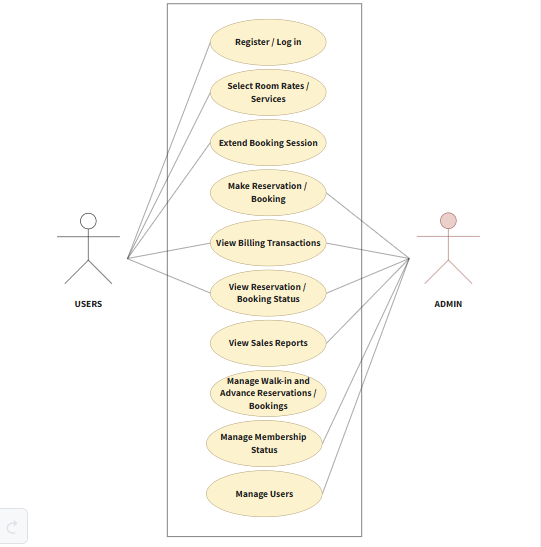 Register / Log in
Select Room Rates /
Services
Extend Booking Session
Make Reservation /
Booking
View Billing Transactions
View Reservation /
Booking Status
USERS
ADMIN
View Sales Reports
Manage Walk-in and
Advance Reservations /
Bookings
Manage Membership
Status
Manage Users